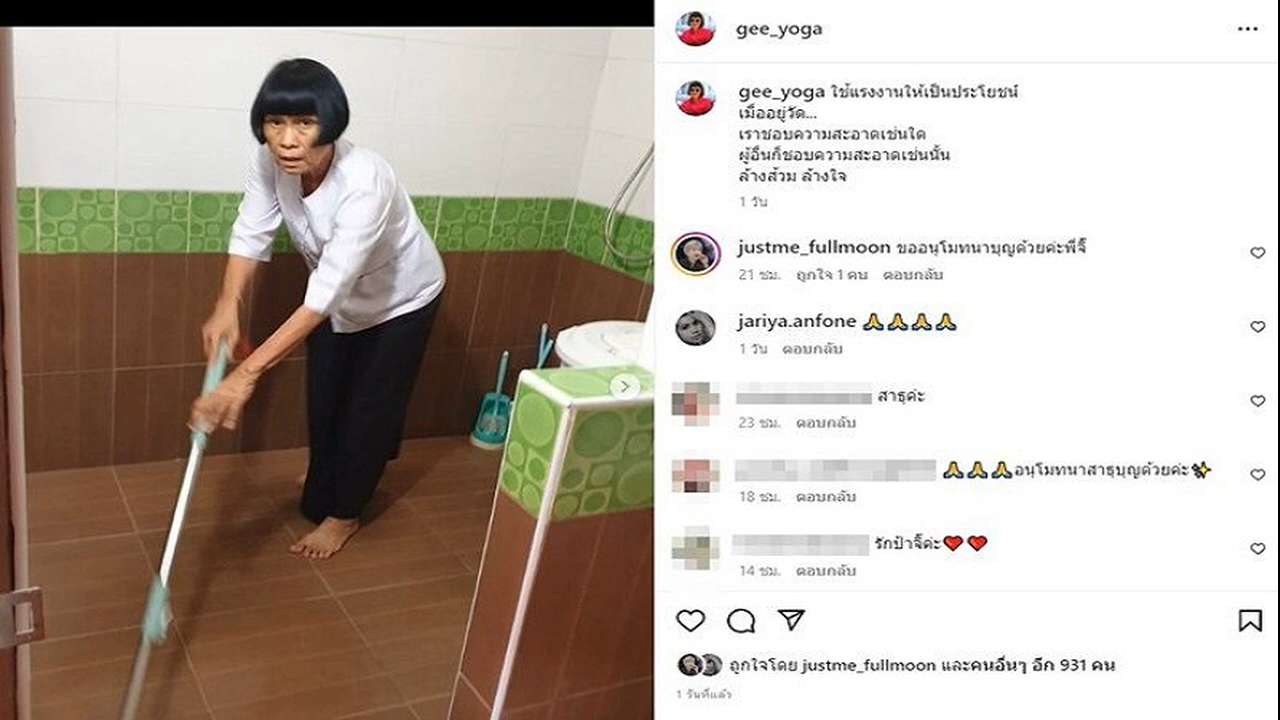 gee_yoga
gee_yoga ใช้แรงงานให้เป็นประโยชน์
เมื่ออยู่วัด...
เราชอบความสะอาดเช่นใด
ผู้อื่นก็ชอบความสะอาดเช่นนั้น
ล้างส้วม ล้างใจ
1 วัน
justme_fullmoon ขออนุโมทนาบุญด้วยค่ะพี่จี๊
21 ชม. ถูกใจ 1 คน ตอบกลับ
jariya.anfone 🙏🙏🙏🙏
1 วัน ตอบกลับ
สาธุค่ะ
23 ชม. ตอบกลับ
🙏🙏🙏อนุโมทนาสาธุบุญด้วยค่ะ✨
18 ชม. ตอบกลับ
รักป้าจี๊ค่ะ❤️❤️
14 ชม. ตอบกลับ
ถูกใจโดย justme_fullmoon และคนอื่นๆ อีก 931 คน
1 วันที่แล้ว